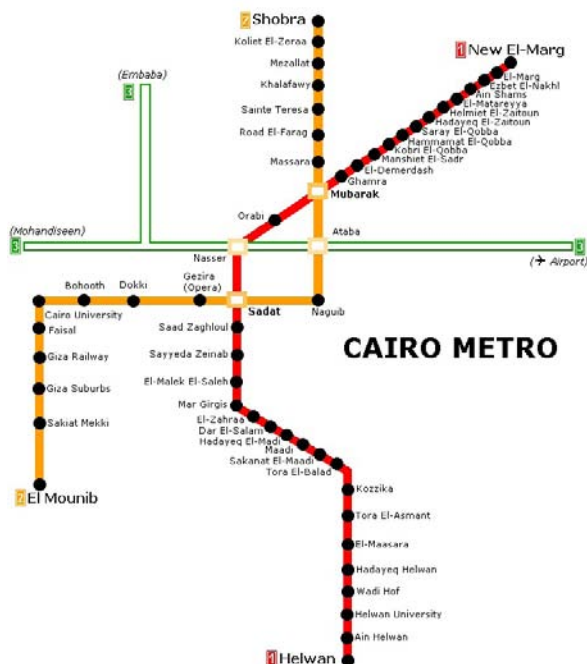 2 Shobra
Koliet El-Zeraa
Mezallat
Khalafawy
Sainte Teresa
Road El-Farag
Massara
1 New El-Marg
El-Marg
Ezbet El-Nakhl
Ain Shams
El-Matareyya
Helmiet El-Zaitoun
Hadayeq El-Zaitoun
Saray El-Qobba
Hammamat El-Qobba
Kobri El-Qobba
Manshiet El-Sadr
El-Demerdash
Ghamra
Mubarak
(Embaba)
3
Orabi
(Mohandiseen)
3
Nasser
Ataba
3
(✈ Airport)
Bohooth
Dokki
Gezira
(Opera)
Sadat
Naguib
Cairo University
Faisal
Giza Railway
Giza Suburbs
Sakiat Mekki
2 El Mounib
CAIRO METRO
Saad Zaghloul
Sayyeda Zeinab
El-Malek El-Saleh
Mar Girgis
El-Zahraa
Dar El-Salam
Hadayeq El-Madi
Maadi
Sakanat El-Maadi
Tora El-Balad
Kozzika
Tora El-Asmant
El-Maasara
Hadayeq Helwan
Wadi Hof
Helwan University
Ain Helwan
1 Helwan